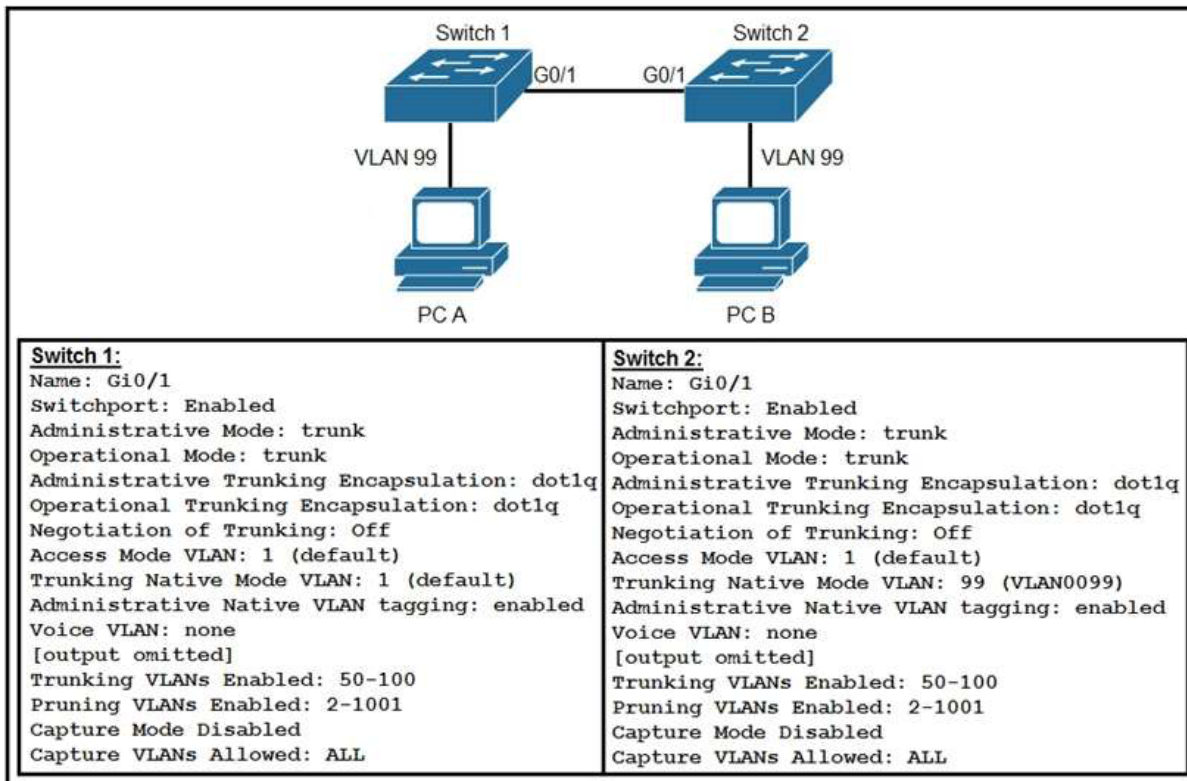 Switch 1
Switch 2
G0/1
G0/1
VLAN 99
VLAN 99
PC A
PC B
Switch 1:
Name: Gi0/1
Switchport: Enabled
Administrative Mode: trunk
Operational Mode: trunk
Administrative Trunking Encapsulation: dot1q
Operational Trunking Encapsulation: dot1q
Negotiation of Trunking: Off
Access Mode VLAN: 1 (default)
Trunking Native Mode VLAN: 1 (default)
Administrative Native VLAN tagging: enabled
Voice VLAN: none
[output omitted]
Trunking VLANs Enabled: 50-100
Pruning VLANs Enabled: 2-1001
Capture Mode Disabled
Capture VLANs Allowed: ALL
Switch 2:
Name: Gi0/1
Switchport: Enabled
Administrative Mode: trunk
Operational Mode: trunk
Administrative Trunking Encapsulation: dot1q
Operational Trunking Encapsulation: dot1q
Negotiation of Trunking: Off
Access Mode VLAN: 1 (default)
Trunking Native Mode VLAN: 99 (VLAN0099)
Administrative Native VLAN tagging: enabled
Voice VLAN: none
[output omitted]
Trunking VLANs Enabled: 50-100
Pruning VLANs Enabled: 2-1001
Capture Mode Disabled
Capture VLANs Allowed: ALL